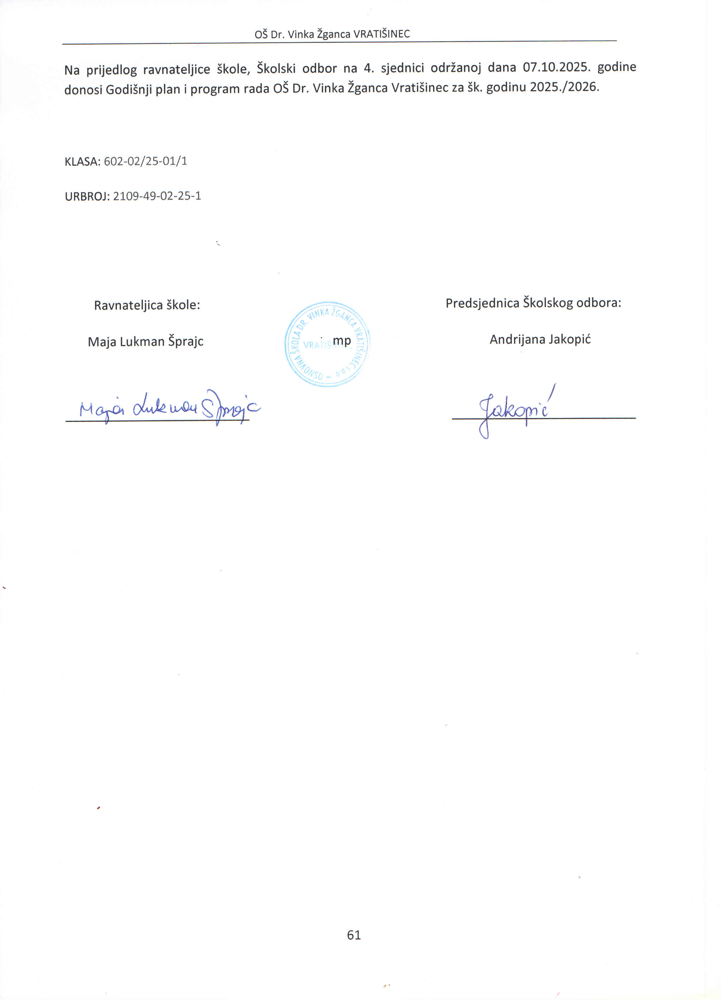 OŠ Dr. Vinka Žganca VRATIŠINEC
Na prijedlog ravnateljice škole, Školski odbor na 4. sjednici održanoj dana 07.10.2025. godine
donosi Godišnji plan i program rada OŠ Dr. Vinka Žganca Vratišinec za šk. godinu 2025./2026.
KLASA: 602-02/25-01/1
URBROJ: 2109-49-02-25-1
Ravnateljica škole:
Predsjednica Školskog odbora:
OSNOVNA ŠKOLA DR. VINKA ŽGANCA VRATIŠINEC s p.o –
VRATIŠINEC
mp
Maja Lukman Šprajc
Andrijana Jakopić
Maja Lukman Šprajc
Jakopić
61